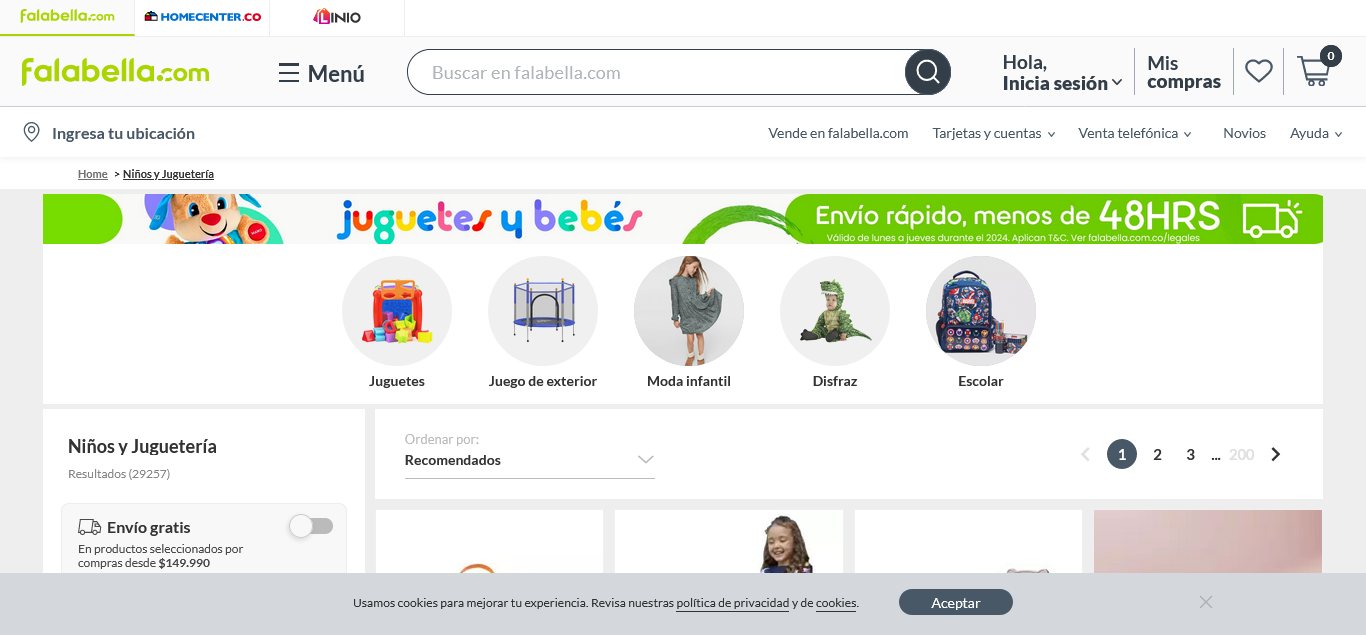 falabella.com
HOMECENTER.CO
LINIO
falabella.com
Menú
Buscar en falabella.com
Hola,
Inicia sesión
Mis
compras
0
Ingresa tu ubicación
Vende en falabella.com
Tarjetas y cuentas
Venta telefónica
Novios
Ayuda
Home > Niños y Juguetería
juguetes y bebés
Envío rápido, menos de 48HRS
Válido de lunes a jueves durante el 2024. Aplican T&C. Ver falabella.com.co/legales
Juguetes
Juego de exterior
Moda infantil
Disfraz
Escolar
Niños y Juguetería
Resultados (29257)
Envío gratis
En productos seleccionados por
compras desde $149.990
Ordenar por:
Recomendados
1 2 3 ... 200
Usamos cookies para mejorar tu experiencia. Revisa nuestras política de privacidad y de cookies.
Aceptar